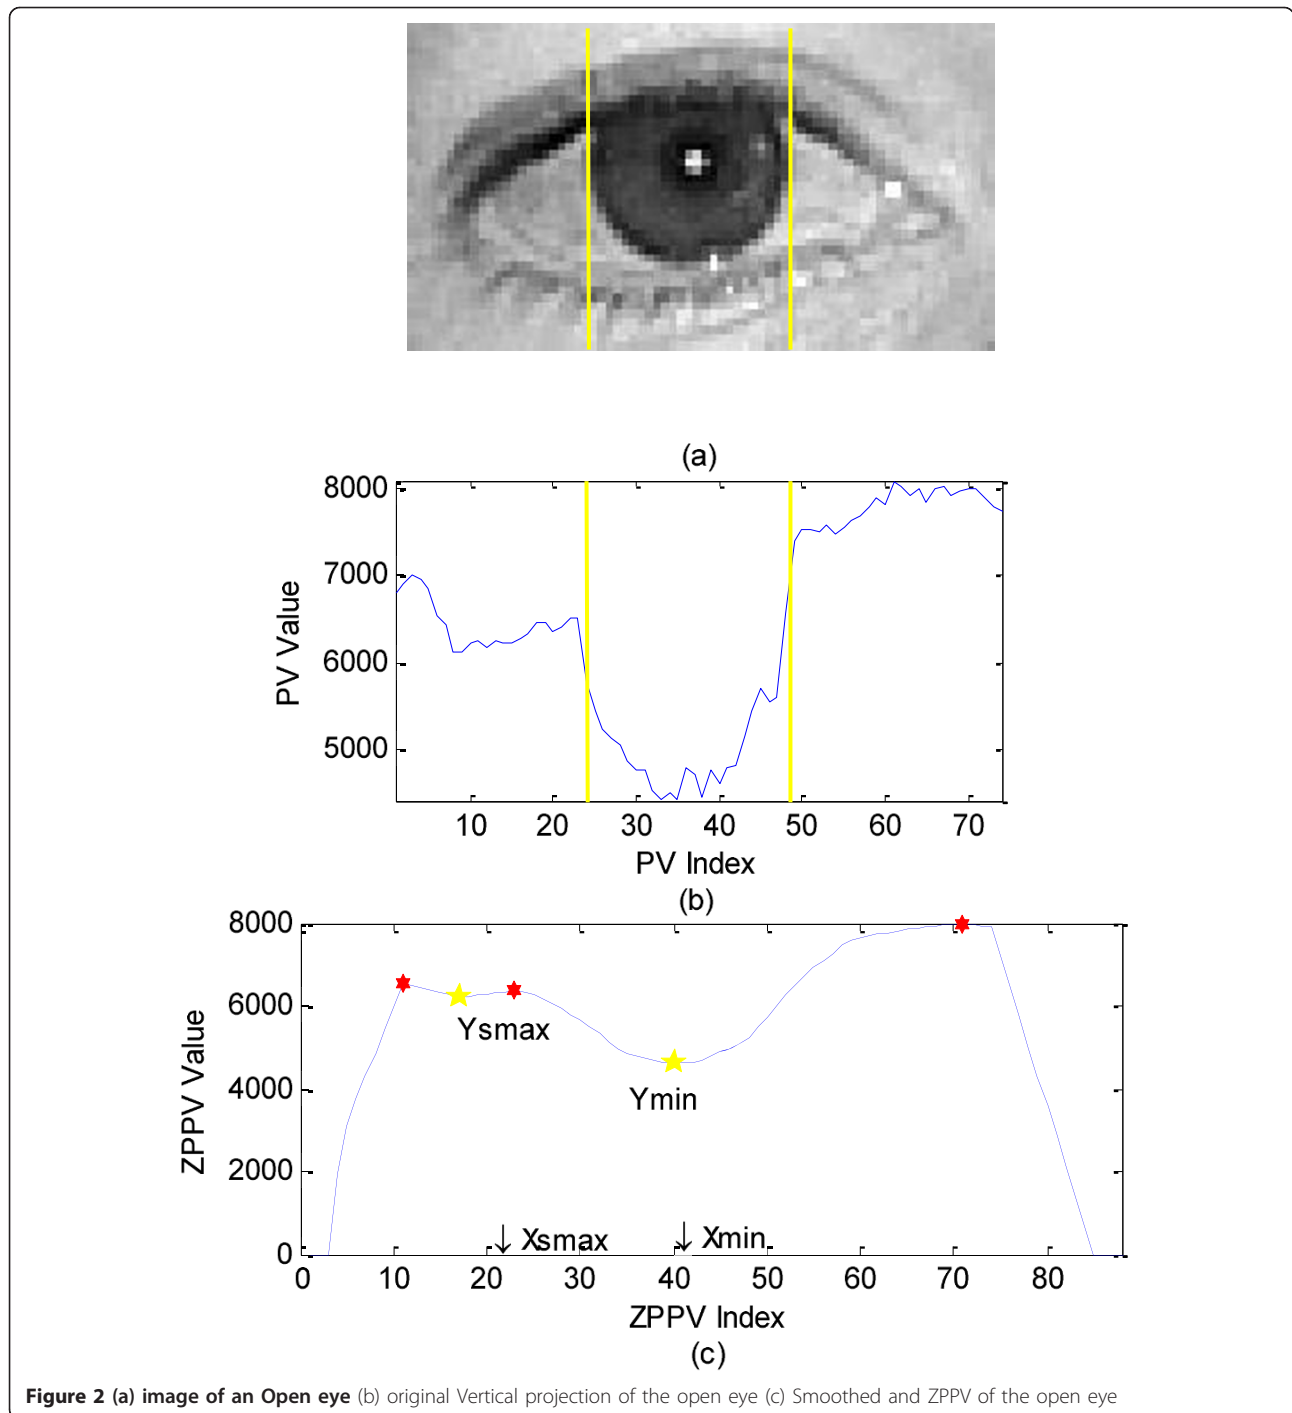 (a)
8000
7000
6000
5000
PV Value
10 20 30 40 50 60 70
PV Index
(b)
8000
6000
4000
2000
0
ZPPV Value
Ysmax
Ymin
↓ Xsmax ↓ Xmin
0 10 20 30 40 50 60 70 80
ZPPV Index
(c)
Figure 2 (a) image of an Open eye (b) original Vertical projection of the open eye (c) Smoothed and ZPPV of the open eye